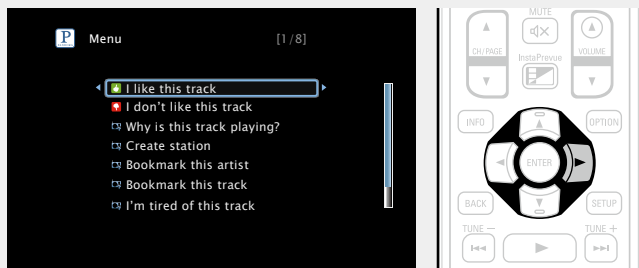 P
Menu
[1/8]
I like this track
I don't like this track
Why is this track playing?
Create station
Bookmark this artist
Bookmark this track
I'm tired of this track
MUTE
CH/PAGE
VOLUME
InstaPrevue
INFO
OPTION
ENTER
BACK
SETUP
TUNE −
TUNE +